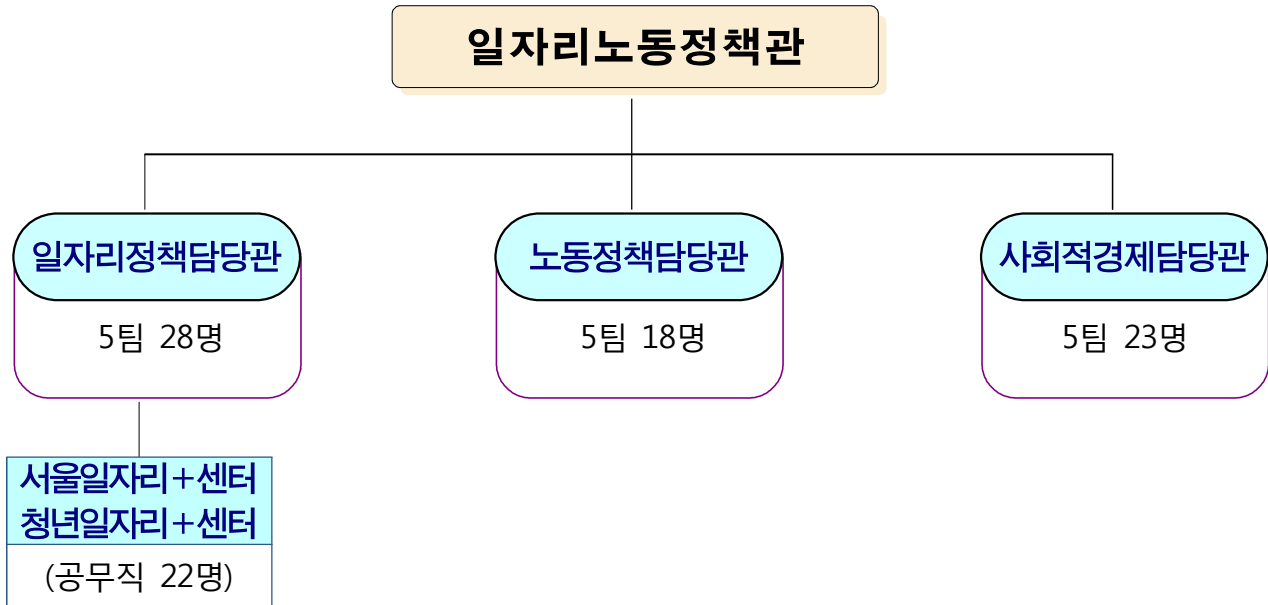 일자리노동정책관
일자리정책담당관
노동정책담당관
사회적경제담당관
5팀 28명
5팀 18명
5팀 23명
서울일자리+센터
청년일자리+센터
(공무직 22명)